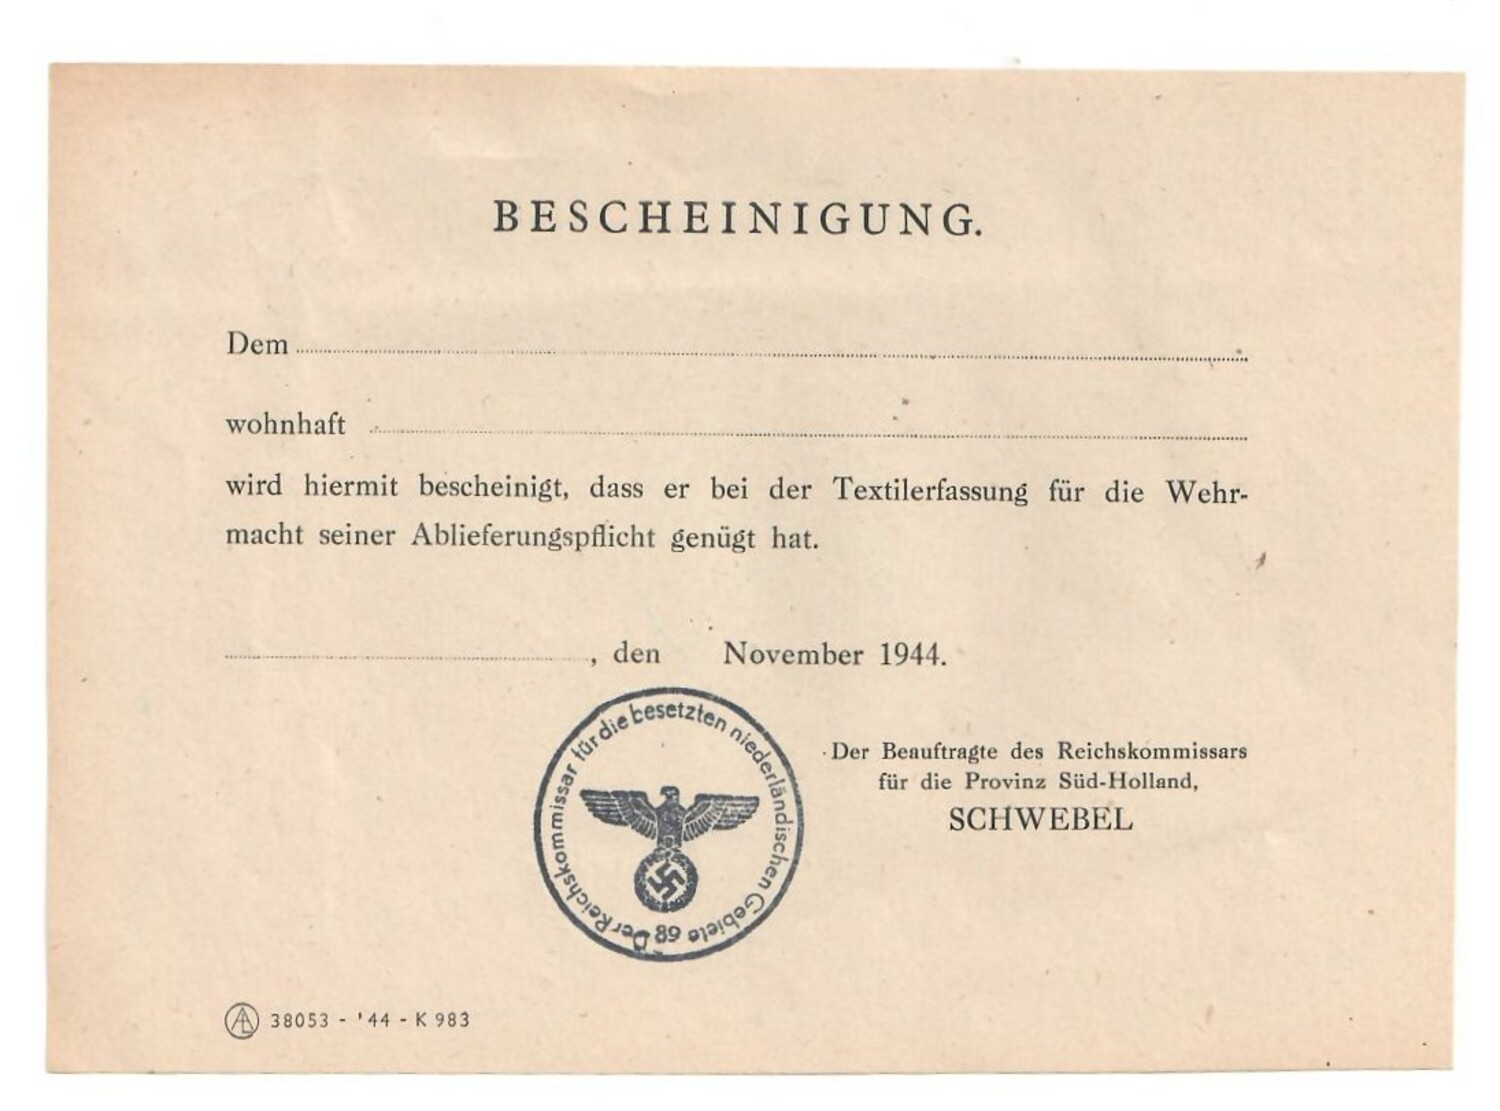 BESCHEINIGUNG.
Dem
wohnhaft
wird hiermit bescheinigt, dass er bei der Textilerfassung für die Wehr-
macht seiner Ablieferungspflicht genügt hat.
, den November 1944.
Der Reichskommissar für die besetzten niederländischen Gebiete 68
Der Beauftragte des Reichskommissars
für die Provinz Süd-Holland,
SCHWEBEL
AL 38053 - '44 - K 983